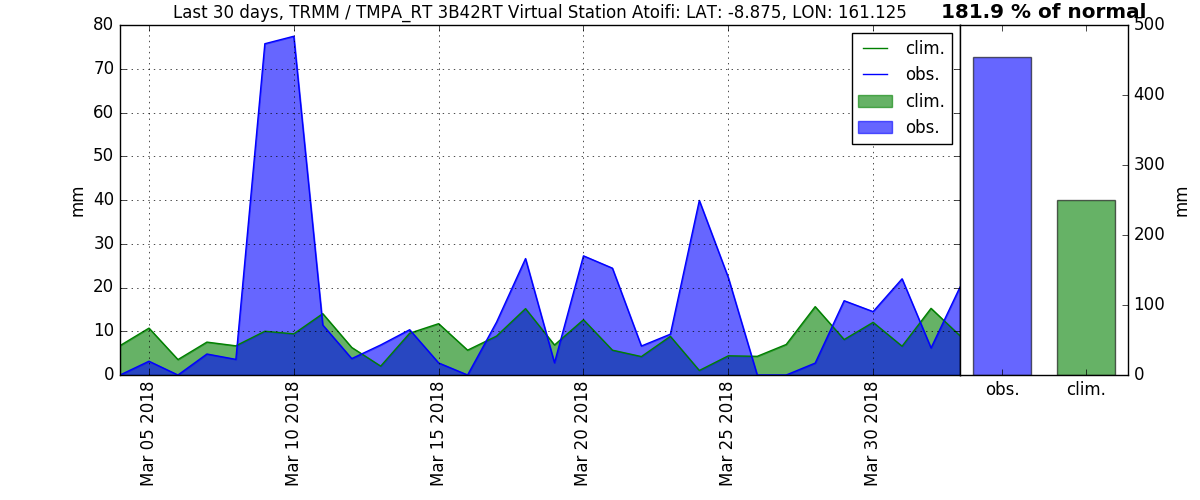 Last 30 days, TRMM / TMPA_RT 3B42RT Virtual Station Atoifi: LAT: -8.875, LON: 161.125
181.9 % of normal
80
70
60
50
40
30
20
10
0
mm
clim.
obs.
clim.
obs.
Mar 05 2018
Mar 10 2018
Mar 15 2018
Mar 20 2018
Mar 25 2018
Mar 30 2018
500
400
300
200
100
0
mm
obs.
clim.